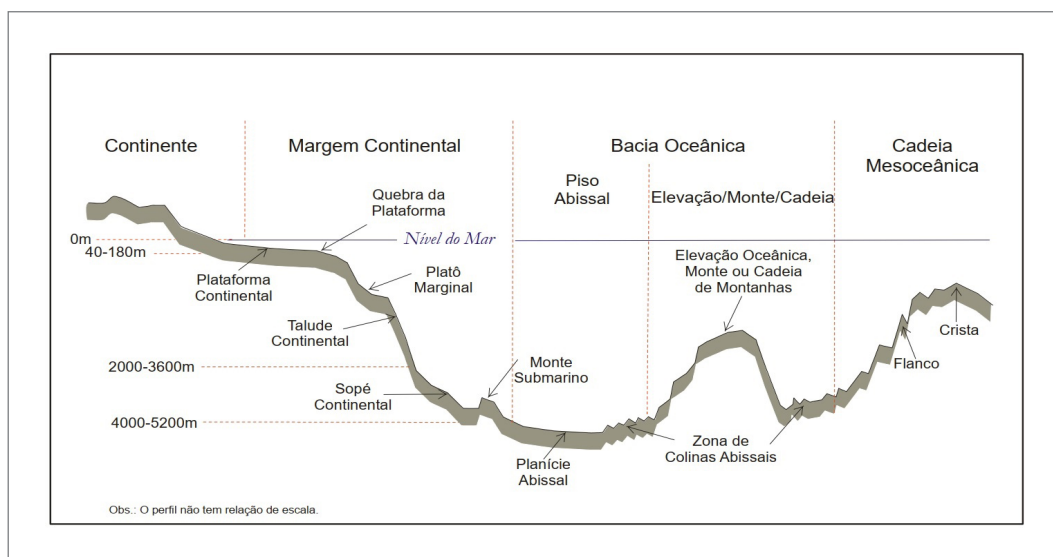 Continente
Margem Continental
Bacia Oceânica
Cadeia
Mesoceânica
Piso
Abissal
Elevação/Monte/Cadeia
Quebra da
Plataforma
0m
Nível do Mar
40-180m
Plataforma
Continental
Platô
Marginal
Elevação Oceânica,
Monte ou Cadeia
de Montanhas
Talude
Continental
Crista
Flanco
2000-3600m
Monte
Submarino
Sopé
Continental
4000-5200m
Planície
Abissal
Zona de
Colinas Abissais
Obs.: O perfil não tem relação de escala.